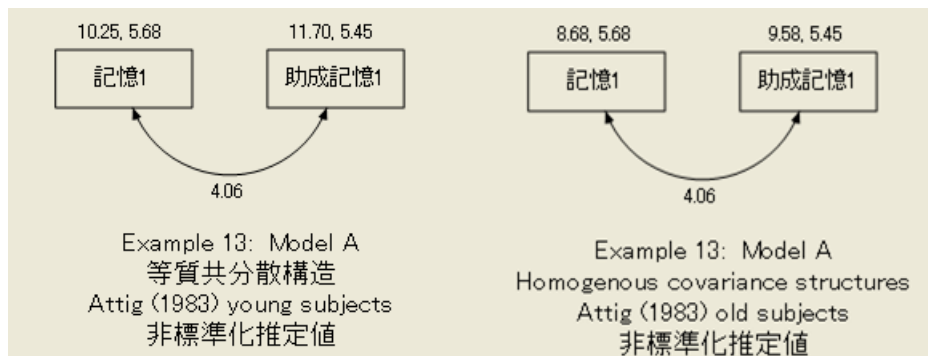 10.25, 5.68
11.70, 5.45
記憶1
助成記憶1
4.06
Example 13: Model A
等質共分散構造
Attig (1983) young subjects
非標準化推定値
8.68, 5.68
9.58, 5.45
記憶1
助成記憶1
4.06
Example 13: Model A
Homogenous covariance structures
Attig (1983) old subjects
非標準化推定値